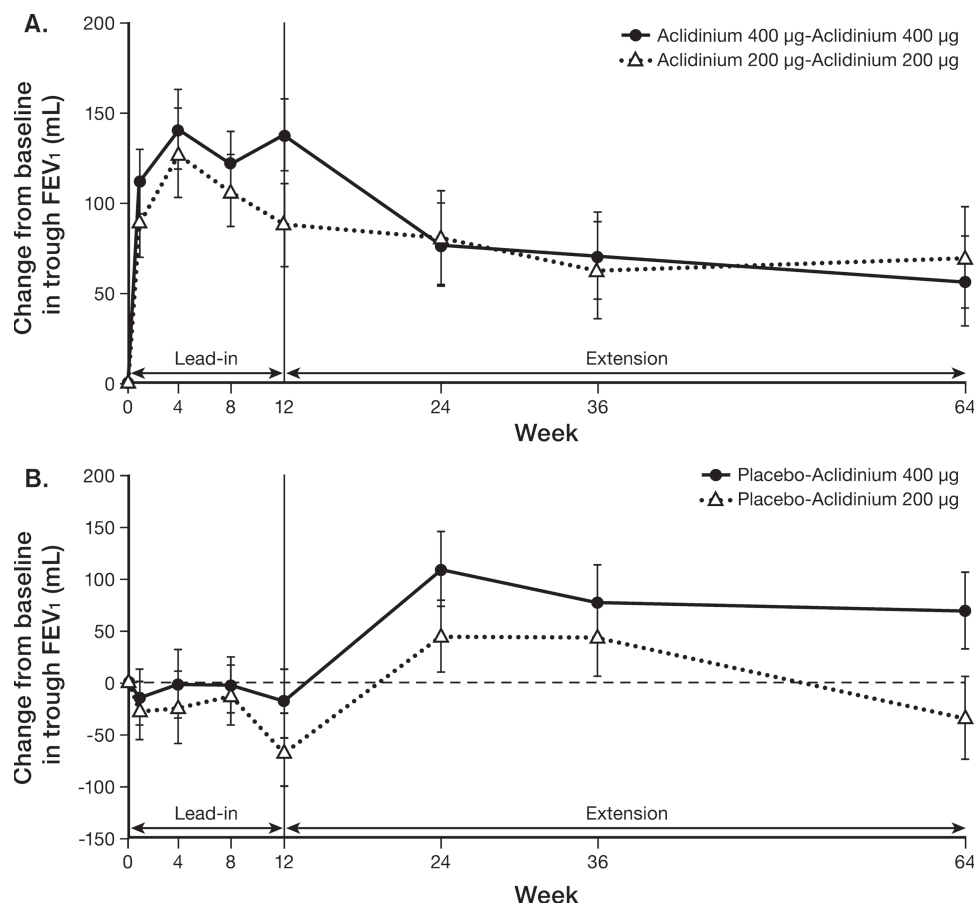 A.
Aclidinium 400 µg-Aclidinium 400 µg
Aclidinium 200 µg-Aclidinium 200 µg
Change from baseline
in trough FEV₁ (mL)
200
150
100
50
0
Lead-in
Extension
0 4 8 12 24 36 64
Week
B.
Placebo-Aclidinium 400 µg
Placebo-Aclidinium 200 µg
Change from baseline
in trough FEV₁ (mL)
200
150
100
50
0
-50
-100
-150
Lead-in
Extension
0 4 8 12 24 36 64
Week